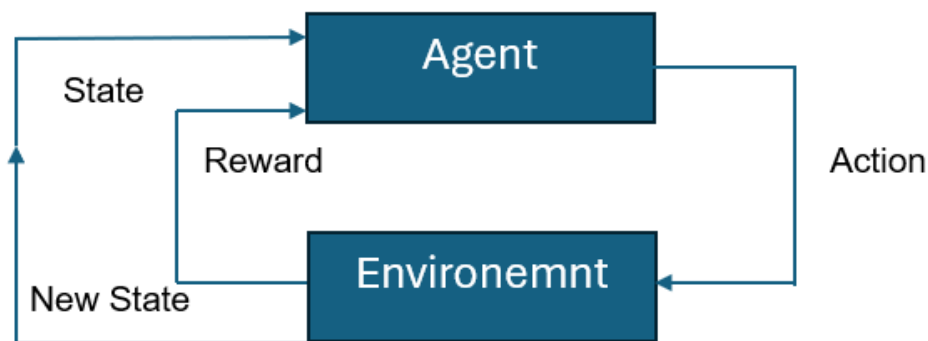 Agent
State
Reward
Action
Environemnt
New State